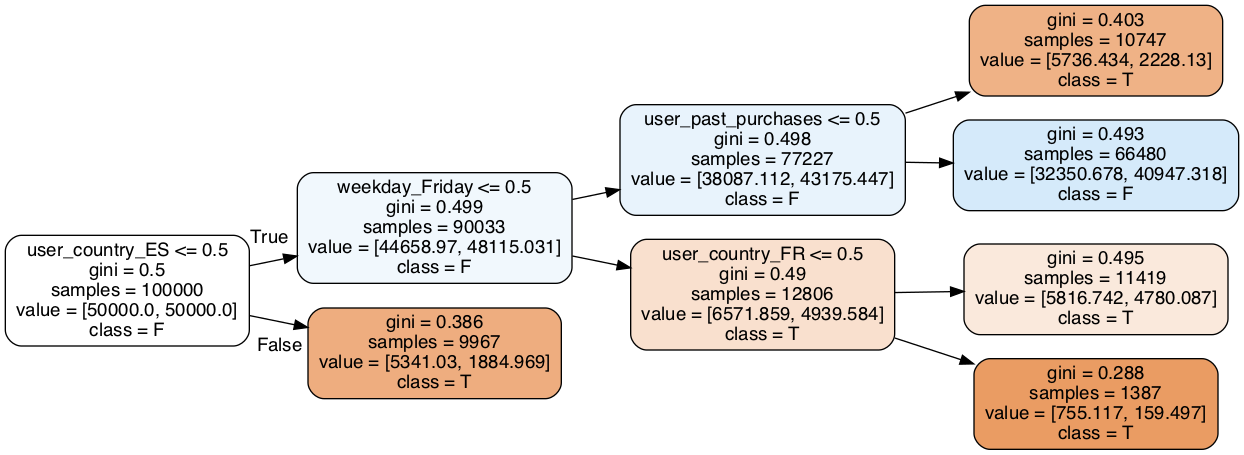 user_country_ES <= 0.5
gini = 0.5
samples = 100000
value = [50000.0, 50000.0]
class = F
True
False
weekday_Friday <= 0.5
gini = 0.499
samples = 90033
value = [44658.97, 48115.031]
class = F
gini = 0.386
samples = 9967
value = [5341.03, 1884.969]
class = T
user_past_purchases <= 0.5
gini = 0.498
samples = 77227
value = [38087.112, 43175.447]
class = F
user_country_FR <= 0.5
gini = 0.49
samples = 12806
value = [6571.859, 4939.584]
class = T
gini = 0.403
samples = 10747
value = [5736.434, 2228.13]
class = T
gini = 0.493
samples = 66480
value = [32350.678, 40947.318]
class = F
gini = 0.495
samples = 11419
value = [5816.742, 4780.087]
class = T
gini = 0.288
samples = 1387
value = [755.117, 159.497]
class = T